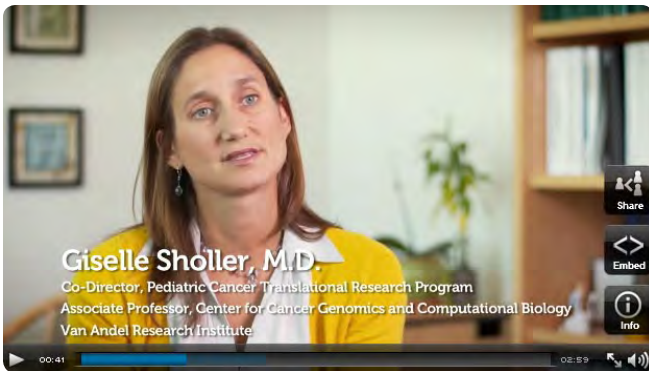 Giselle Sholler, M.D.
Co-Director, Pediatric Cancer Translational Research Program
Associate Professor, Center for Cancer Genomics and Computational Biology
Van Andel Research Institute
Share
Embed
Info
00:41
02:59